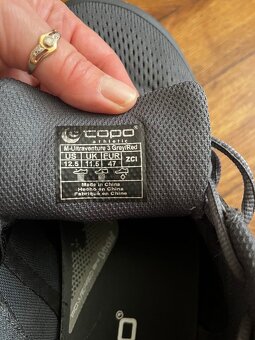 topo
athletic
M-Ultraventure 3 Grey/Red
US UK EUR ZCI
12.5 11.5 47
Made in China
Hecho en China
Fabriqué en Chine